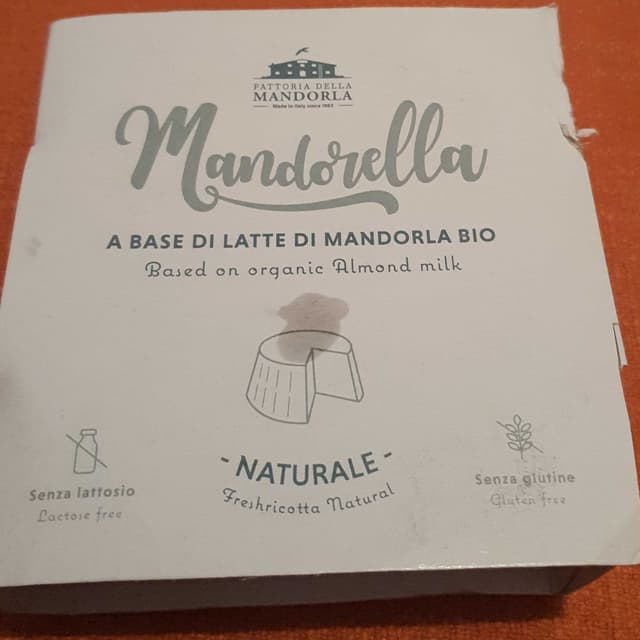 FATTORIA DELLA
MANDORLA
Made in Italy since 1983
Mandorella
A BASE DI LATTE DI MANDORLA BIO
Based on organic Almond milk
- NATURALE -
Freshricotta Natural
Senza lattosio
Lactose free
Senza glutine
Gluten free